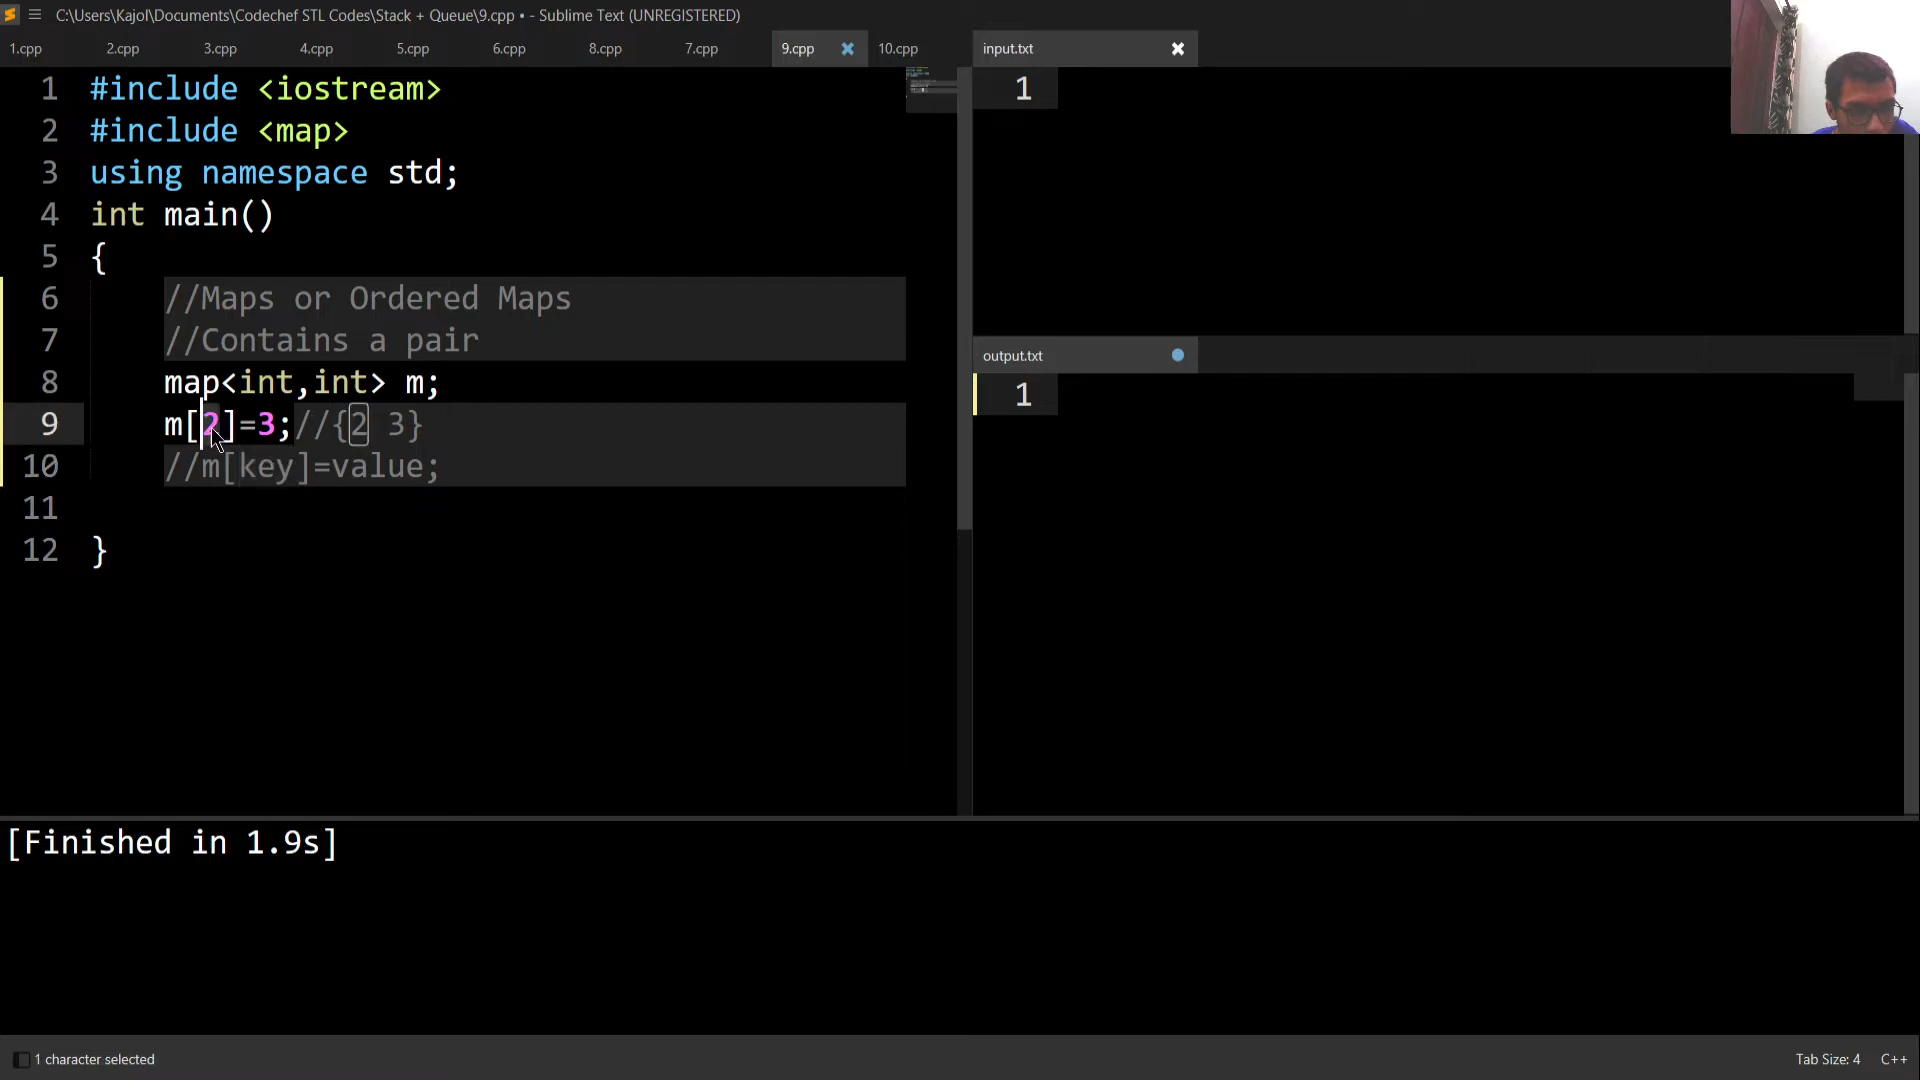 C:\Users\Kajol\Documents\Codechef STL Codes\Stack + Queue\9.cpp • - Sublime Text (UNREGISTERED)
1.cpp 2.cpp 3.cpp 4.cpp 5.cpp 6.cpp 8.cpp 7.cpp 9.cpp 10.cpp
1 #include <iostream>
2 #include <map>
3 using namespace std;
4 int main()
5 {
6 //Maps or Ordered Maps
7 //Contains a pair
8 map<int,int> m;
9 m[2]=3;//{2 3}
10 //m[key]=value;
11
12 }
input.txt
1
output.txt
1
[Finished in 1.9s]
1 character selected
Tab Size: 4 C++